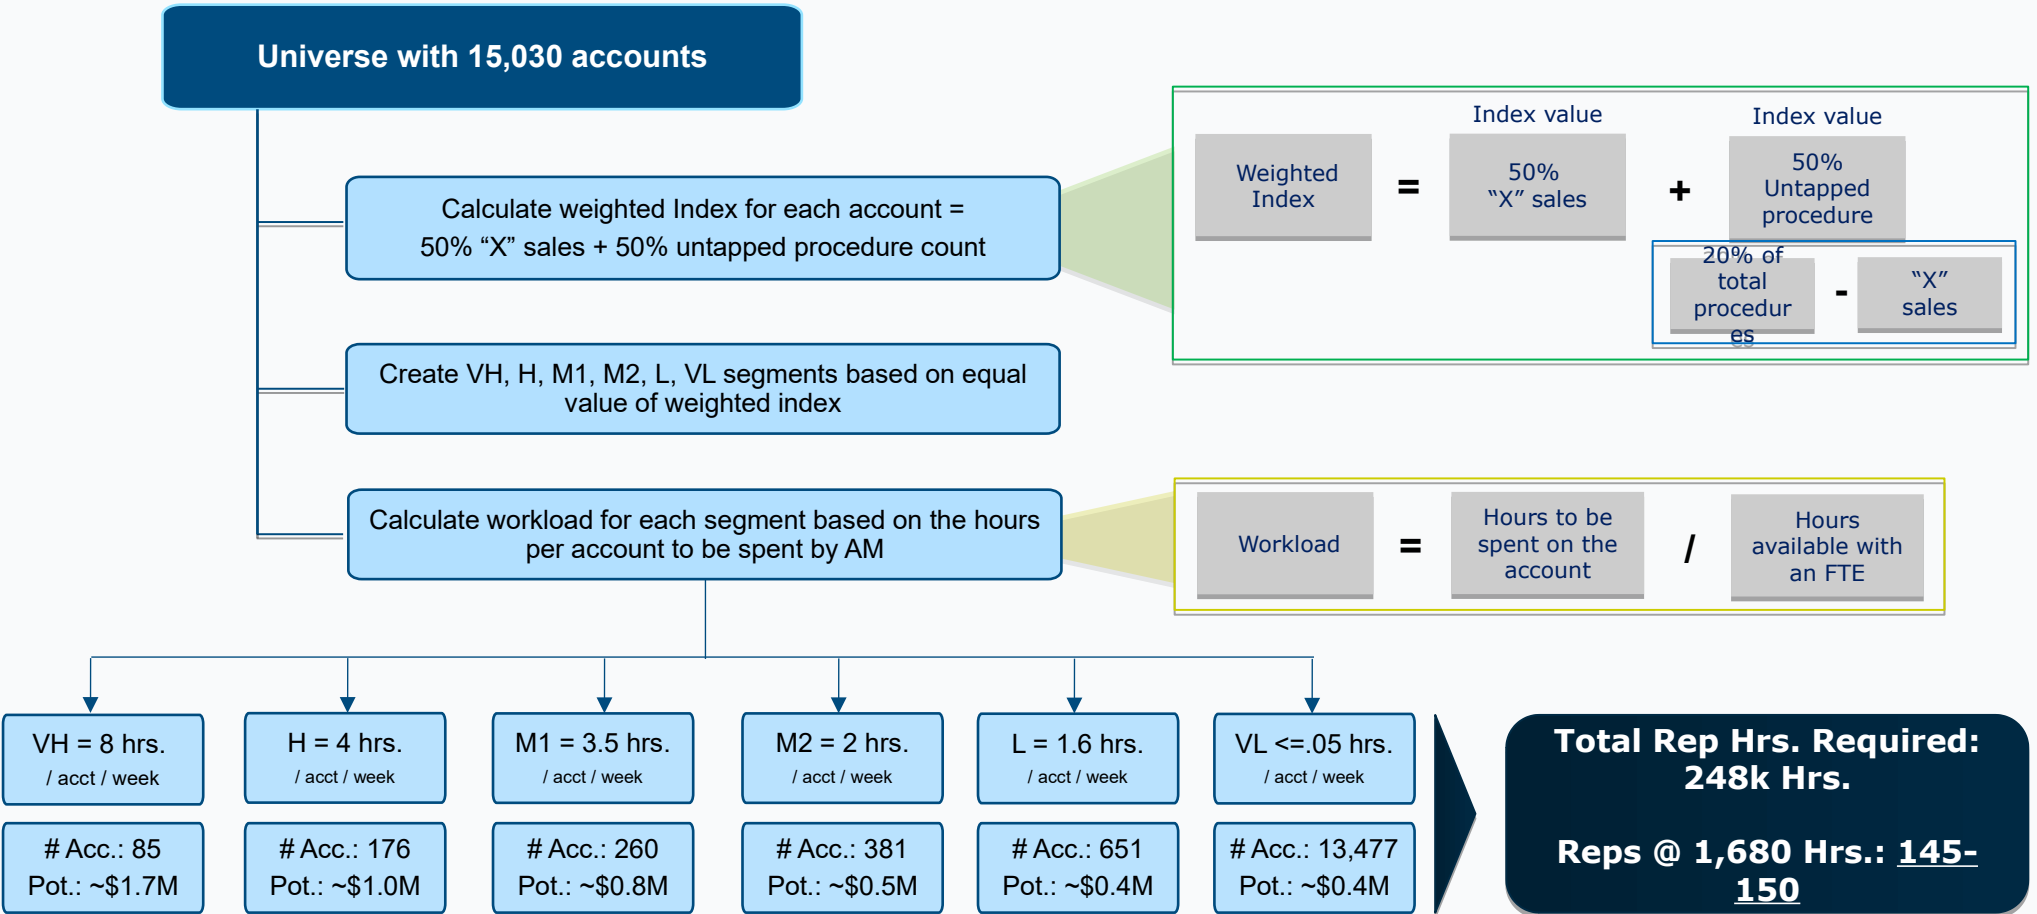 Universe with 15,030 accounts
Calculate weighted Index for each account =
50% “X” sales + 50% untapped procedure count
Index value
Index value
Weighted
Index
=
50%
“X” sales
+
50%
Untapped
procedure
20% of
total
procedur
es
-
“X”
sales
Create VH, H, M1, M2, L, VL segments based on equal
value of weighted index
Calculate workload for each segment based on the hours
per account to be spent by AM
Workload
=
Hours to be
spent on the
account
/
Hours
available with
an FTE
VH = 8 hrs.
/ acct / week
H = 4 hrs.
/ acct / week
M1 = 3.5 hrs.
/ acct / week
M2 = 2 hrs.
/ acct / week
L = 1.6 hrs.
/ acct / week
VL <=.05 hrs.
/ acct / week
# Acc.: 85
Pot.: ~$1.7M
# Acc.: 176
Pot.: ~$1.0M
# Acc.: 260
Pot.: ~$0.8M
# Acc.: 381
Pot.: ~$0.5M
# Acc.: 651
Pot.: ~$0.4M
# Acc.: 13,477
Pot.: ~$0.4M
Total Rep Hrs. Required:
248k Hrs.
Reps @ 1,680 Hrs.: 145-
150